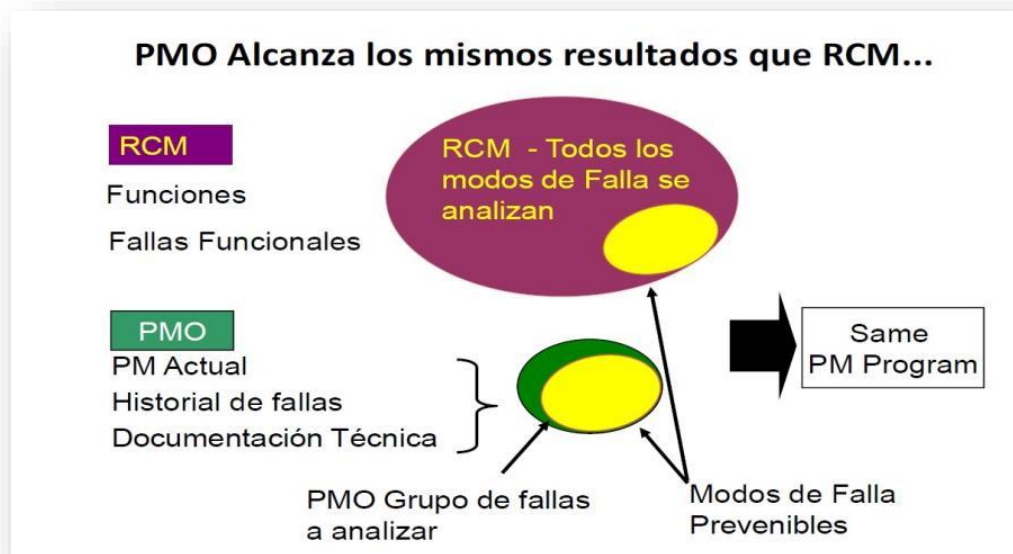 PMO Alcanza los mismos resultados que RCM...
RCM
Funciones
Fallas Funcionales
RCM - Todos los
modos de Falla se
analizan
PMO
PM Actual
Historial de fallas
Documentación Técnica
Same
PM Program
PMO Grupo de fallas
a analizar
Modos de Falla
Prevenibles